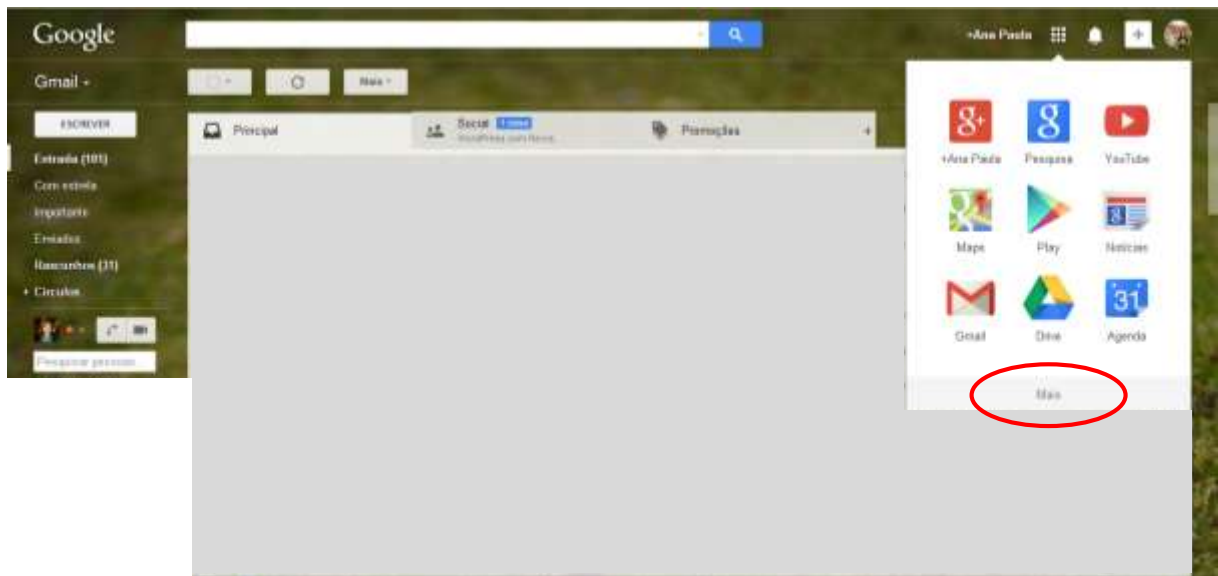 Google
+Ana Paula
Gmail
Mais
ESCREVER
Principal
Social
Promoções
+
Entrada (101)
Com estrela
Importante
Enviados
Rascunhos (31)
Círculos
Pesquisar pessoas
+Ana Paula
Pesquisa
YouTube
Maps
Play
Notícias
31
Gmail
Drive
Agenda
Mais